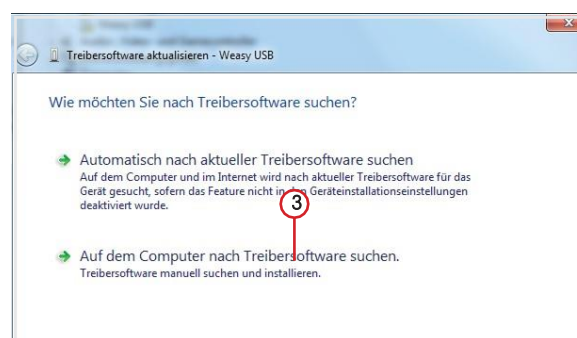 Weasy USB
Treibersoftware aktualisieren - Weasy USB
Wie möchten Sie nach Treibersoftware suchen?
Automatisch nach aktueller Treibersoftware suchen
Auf dem Computer und im Internet wird nach aktueller Treibersoftware für das
Gerät gesucht, sofern das Feature nicht in den Geräteinstallationseinstellungen
deaktiviert wurde.
3
Auf dem Computer nach Treibersoftware suchen.
Treibersoftware manuell suchen und installieren.